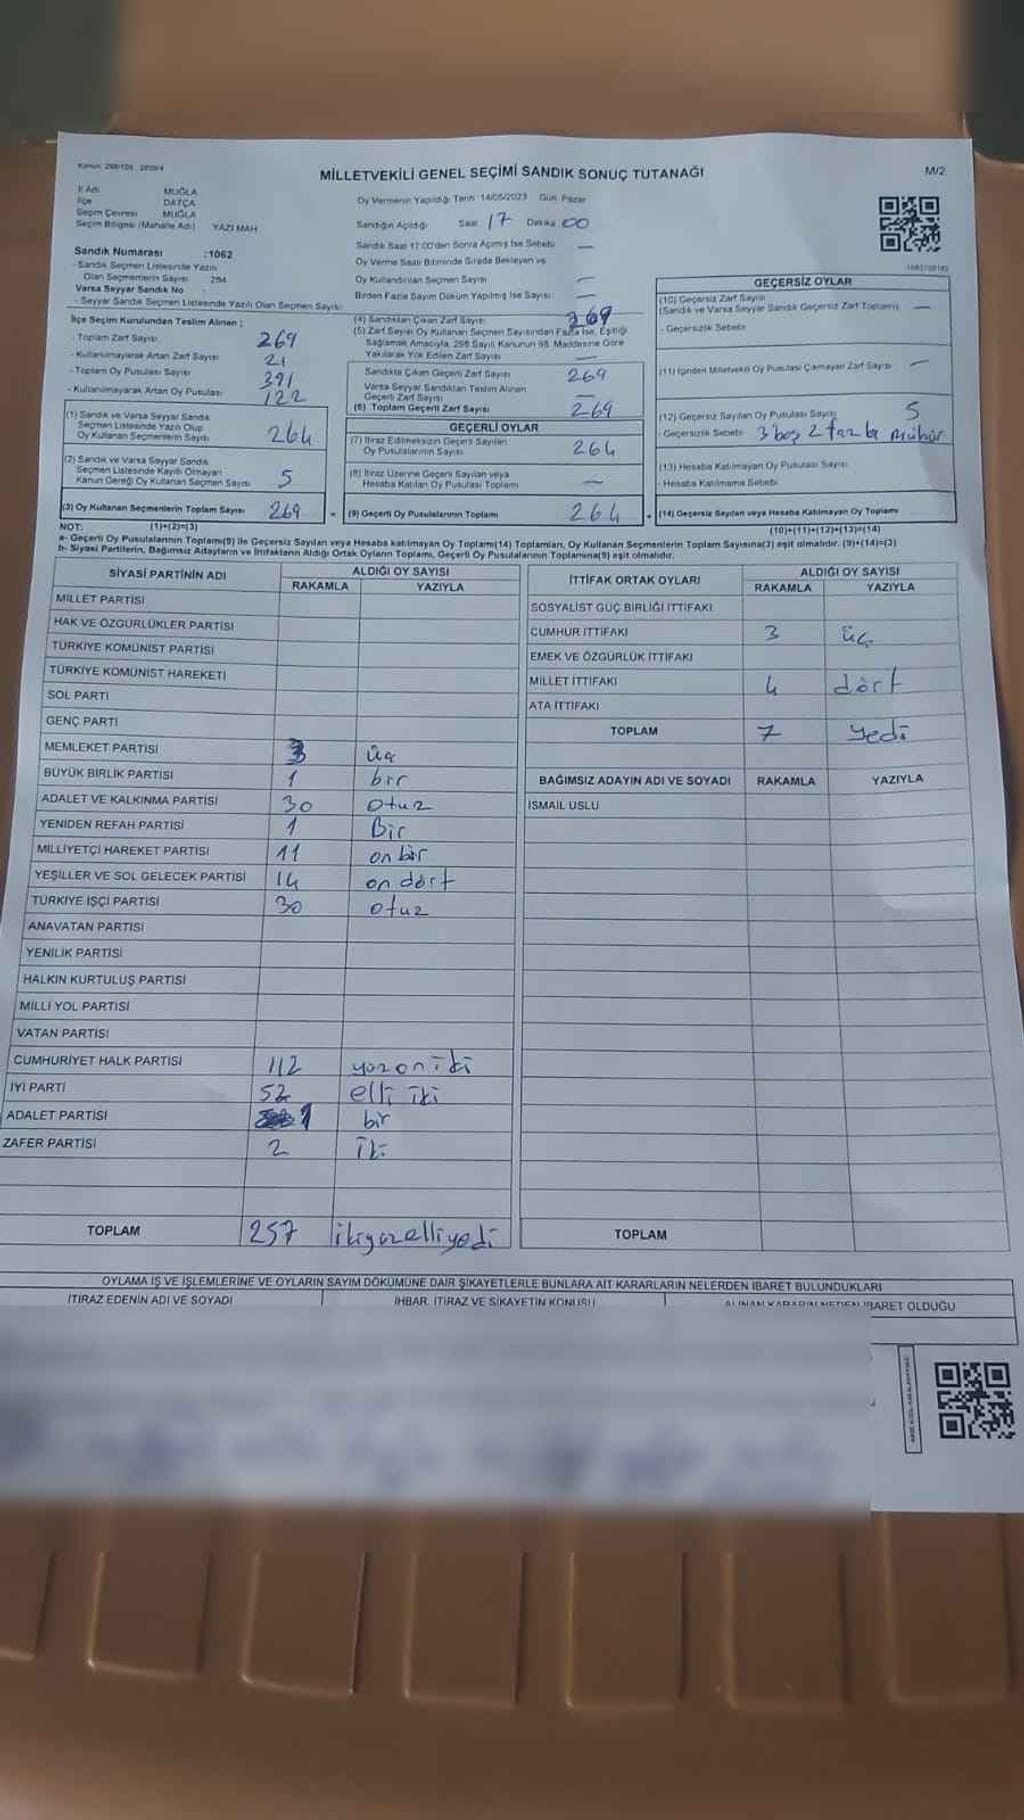 MİLLETVEKİLİ GENEL SEÇİMİ SANDIK SONUÇ TUTANAĞI
M/2
İl Adı MUĞLA
İlçe DATÇA
Seçim Çevresi MUĞLA
Seçim Bölgesi (Mahalle Adı) YAZI MAH.
Oy Vermenin Yapıldığı Tarih 14/05/2023 Gün Pazar
Sandığın Açıldığı Saat 17 Dakika 00
Sandık Saat 17:00'den Sonra Açılmış İse Sebebi —
Oy Verme Saati Bitiminde Sırada Bekleyen ve
Oy Kullandırılan Seçmen Sayısı —
Birden Fazla Sayım Döküm Yapılmış İse Sayısı —
Sandık Numarası :1062
- Sandık Seçmen Listesinde Yazılı
Olan Seçmenlerin Sayısı
Varsa Seyyar Sandık No
- Seyyar Sandık Seçmen Listesinde Yazılı Olan Seçmen Sayısı
İlçe Seçim Kurulundan Teslim Alınan ;
- Toplam Zarf Sayısı 269
- Kullanılmayarak Artan Zarf Sayısı 21
- Toplam Oy Pusulası Sayısı 391
- Kullanılmayarak Artan Oy Pusulası 122
(1) Sandık ve Varsa Seyyar Sandık
Seçmen Listesinde Yazılı Olup
Oy Kullanan Seçmenlerin Sayısı 264
(2) Sandık ve Varsa Seyyar Sandık
Seçmen Listesinde Kayıtlı Olmayan
Kanun Gereği Oy Kullanan Seçmen Sayısı 5
(3) Oy Kullanan Seçmenlerin Toplam Sayısı 269
(4) Sandıktan Çıkan Zarf Sayısı 269
(5) Zarf Sayısı Oy Kullanan Seçmen Sayısından Fazla İse, Eşitliği
Sağlamak Amacıyla, 298 Sayılı Kanunun 98. Maddesine Göre
Yakılarak Yok Edilen Zarf Sayısı —
Sandıkta Çıkan Geçerli Zarf Sayısı 269
Varsa Seyyar Sandıktan Teslim Alınan
Geçerli Zarf Sayısı —
(6) Toplam Geçerli Zarf Sayısı 269
GEÇERLİ OYLAR
(7) İtiraz Edilmeksizin Geçerli Sayılan
Oy Pusulalarının Sayısı 264
(8) İtiraz Üzerine Geçerli Sayılan veya
Hesaba Katılan Oy Pusulası Toplamı —
= (9) Geçerli Oy Pusulalarının Toplamı 264
GEÇERSİZ OYLAR
(10) Geçersiz Zarf Sayısı
(Sandık ve Varsa Seyyar Sandık Geçersiz Zarf Toplamı) —
- Geçersizlik Sebebi
(11) İçinden Milletvekili Oy Pusulası Çıkmayan Zarf Sayısı —
(12) Geçersiz Sayılan Oy Pusulası Sayısı 5
- Geçersizlik Sebebi 3 boş 2 fazla mühür
(13) Hesaba Katılmayan Oy Pusulası Sayısı
- Hesaba Katılmama Sebebi
+ (14) Geçersiz Sayılan veya Hesaba Katılmayan Oy Toplamı
NOT: (1)+(2)=(3) (10)+(11)+(12)+(13)=(14)
a- Geçerli Oy Pusulalarının Toplamı(9) ile Geçersiz Sayılan veya Hesaba katılmayan Oy Toplamı(14) Toplamları, Oy Kullanan Seçmenlerin Toplam Sayısına(3) eşit olmalıdır. (9)+(14)=(3)
b- Siyasi Partilerin, Bağımsız Adayların ve İttifakların Aldığı Ortak Oyların Toplamı, Geçerli Oy Pusulalarının Toplamına(9) eşit olmalıdır.
SİYASİ PARTİNİN ADI ALDIĞI OY SAYISI
RAKAMLA YAZIYLA
MİLLET PARTİSİ
HAK VE ÖZGÜRLÜKLER PARTİSİ
TÜRKİYE KOMÜNİST PARTİSİ
TÜRKİYE KOMÜNİST HAREKETİ
SOL PARTİ
GENÇ PARTİ
MEMLEKET PARTİSİ 3 üç
BÜYÜK BİRLİK PARTİSİ 1 bir
ADALET VE KALKINMA PARTİSİ 30 otuz
YENİDEN REFAH PARTİSİ 1 Bir
MİLLİYETÇİ HAREKET PARTİSİ 11 on bir
YEŞİLLER VE SOL GELECEK PARTİSİ 14 on dört
TÜRKİYE İŞÇİ PARTİSİ 30 otuz
ANAVATAN PARTİSİ
YENİLİK PARTİSİ
HALKIN KURTULUŞ PARTİSİ
MİLLİ YOL PARTİSİ
VATAN PARTİSİ
CUMHURİYET HALK PARTİSİ 112 yüzoniki
İYİ PARTİ 52 elli iki
ADALET PARTİSİ 1 bir
ZAFER PARTİSİ 2 İki
TOPLAM 257 ikiyüzelliyedi
İTTİFAK ORTAK OYLARI ALDIĞI OY SAYISI
RAKAMLA YAZIYLA
SOSYALİST GÜÇ BİRLİĞİ İTTİFAKI
CUMHUR İTTİFAKI 3 üç
EMEK VE ÖZGÜRLÜK İTTİFAKI
MİLLET İTTİFAKI 4 dört
ATA İTTİFAKI
TOPLAM 7 yedi
BAĞIMSIZ ADAYIN ADI VE SOYADI RAKAMLA YAZIYLA
İSMAİL USLU
TOPLAM
OYLAMA İŞ VE İŞLEMLERİNE VE OYLARIN SAYIM DÖKÜMÜNE DAİR ŞİKAYETLERLE BUNLARA AİT KARARLARIN NELERDEN İBARET BULUNDUKLARI
İTİRAZ EDENİN ADI VE SOYADI İHBAR, İTİRAZ VE ŞİKAYETİN KONUSU ALINAN KARARIN NEDEN İBARET OLDUĞU